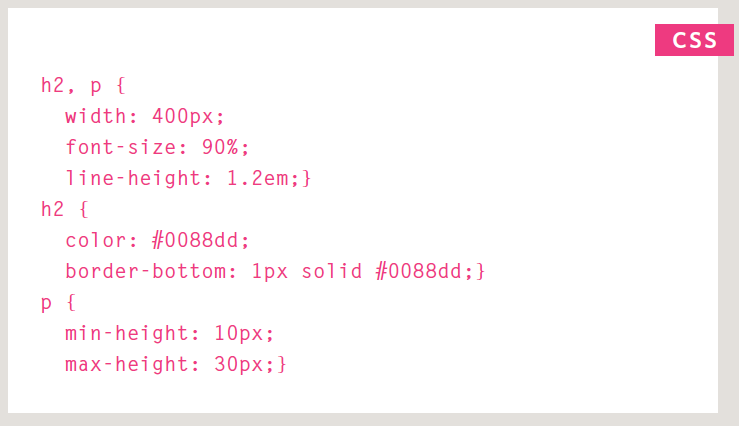 CSS
h2, p {
  width: 400px;
  font-size: 90%;
  line-height: 1.2em;}
h2 {
  color: #0088dd;
  border-bottom: 1px solid #0088dd;}
p {
  min-height: 10px;
  max-height: 30px;}